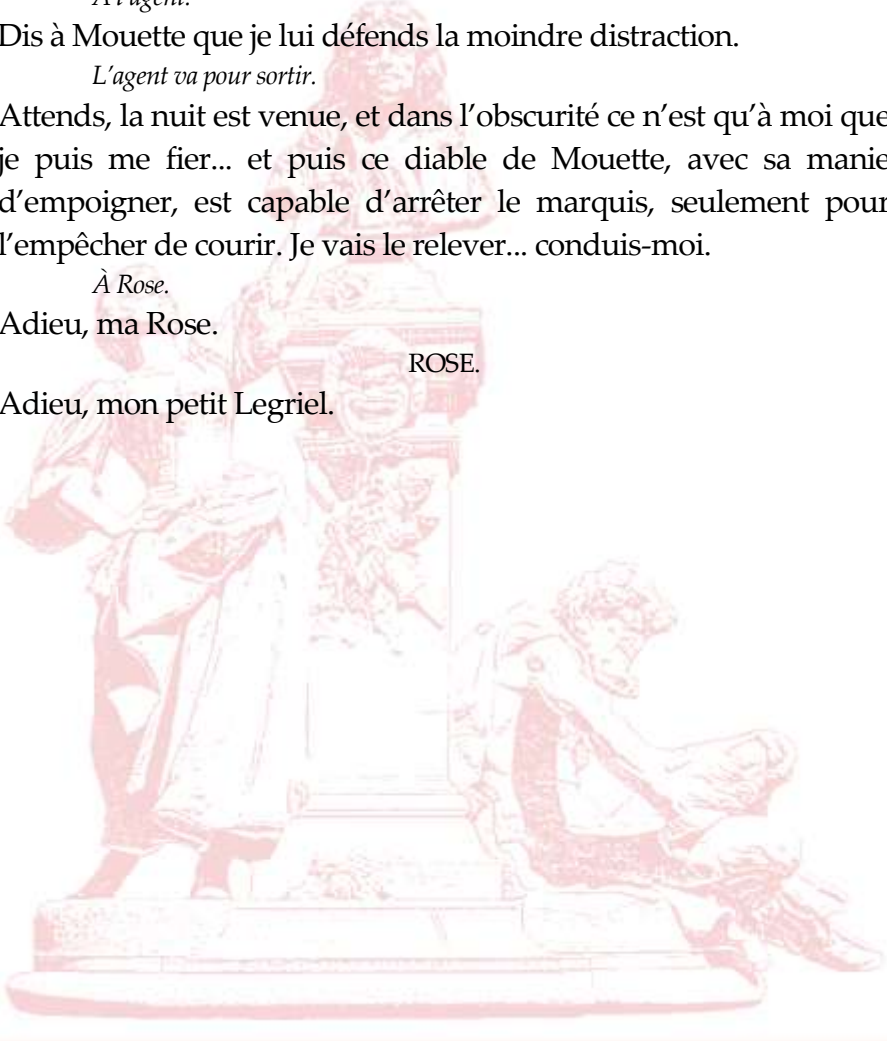 À l'agent.
Dis à Mouette que je lui défends la moindre distraction.
L'agent va pour sortir.
Attends, la nuit est venue, et dans l'obscurité ce n'est qu'à moi que
je puis me fier... et puis ce diable de Mouette, avec sa manie
d'empoigner, est capable d'arrêter le marquis, seulement pour
l'empêcher de courir. Je vais le relever... conduis-moi.
À Rose.
Adieu, ma Rose.
ROSE.
Adieu, mon petit Legriel.